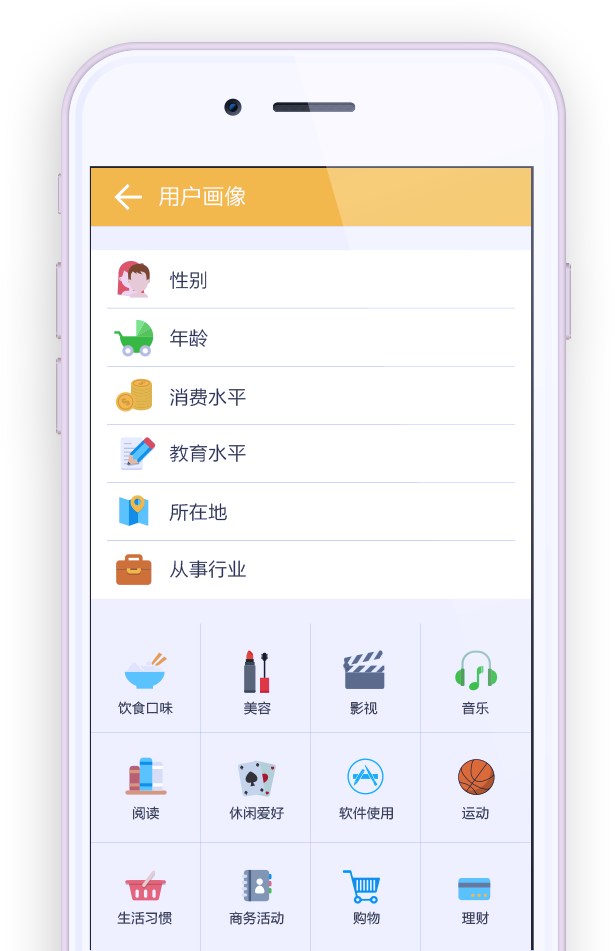 用户画像
性别
年龄
消费水平
教育水平
所在地
从事行业
饮食口味 美容 影视 音乐
阅读 休闲爱好 软件使用 运动
生活习惯 商务活动 购物 理财